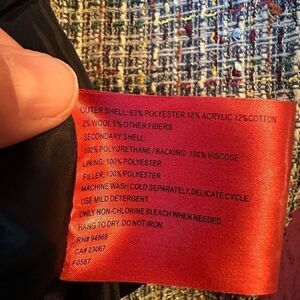 OUTER SHELL: 63% POLYESTER 18% ACRYLIC 12%COTTON
2% WOOL 5% OTHER FIBERS
SECONDARY SHELL:
100% POLYURETHANE / BACKING: 100% VISCOSE
LINING: 100% POLYESTER
FILLER: 100% POLYESTER
MACHINE WASH COLD SEPARATELY, DELICATE CYCLE
USE MILD DETERGENT.
ONLY NON-CHLORINE BLEACH WHEN NEEDED.
HANG TO DRY, DO NOT IRON.
RN# 94869
CA# 23067
F0587